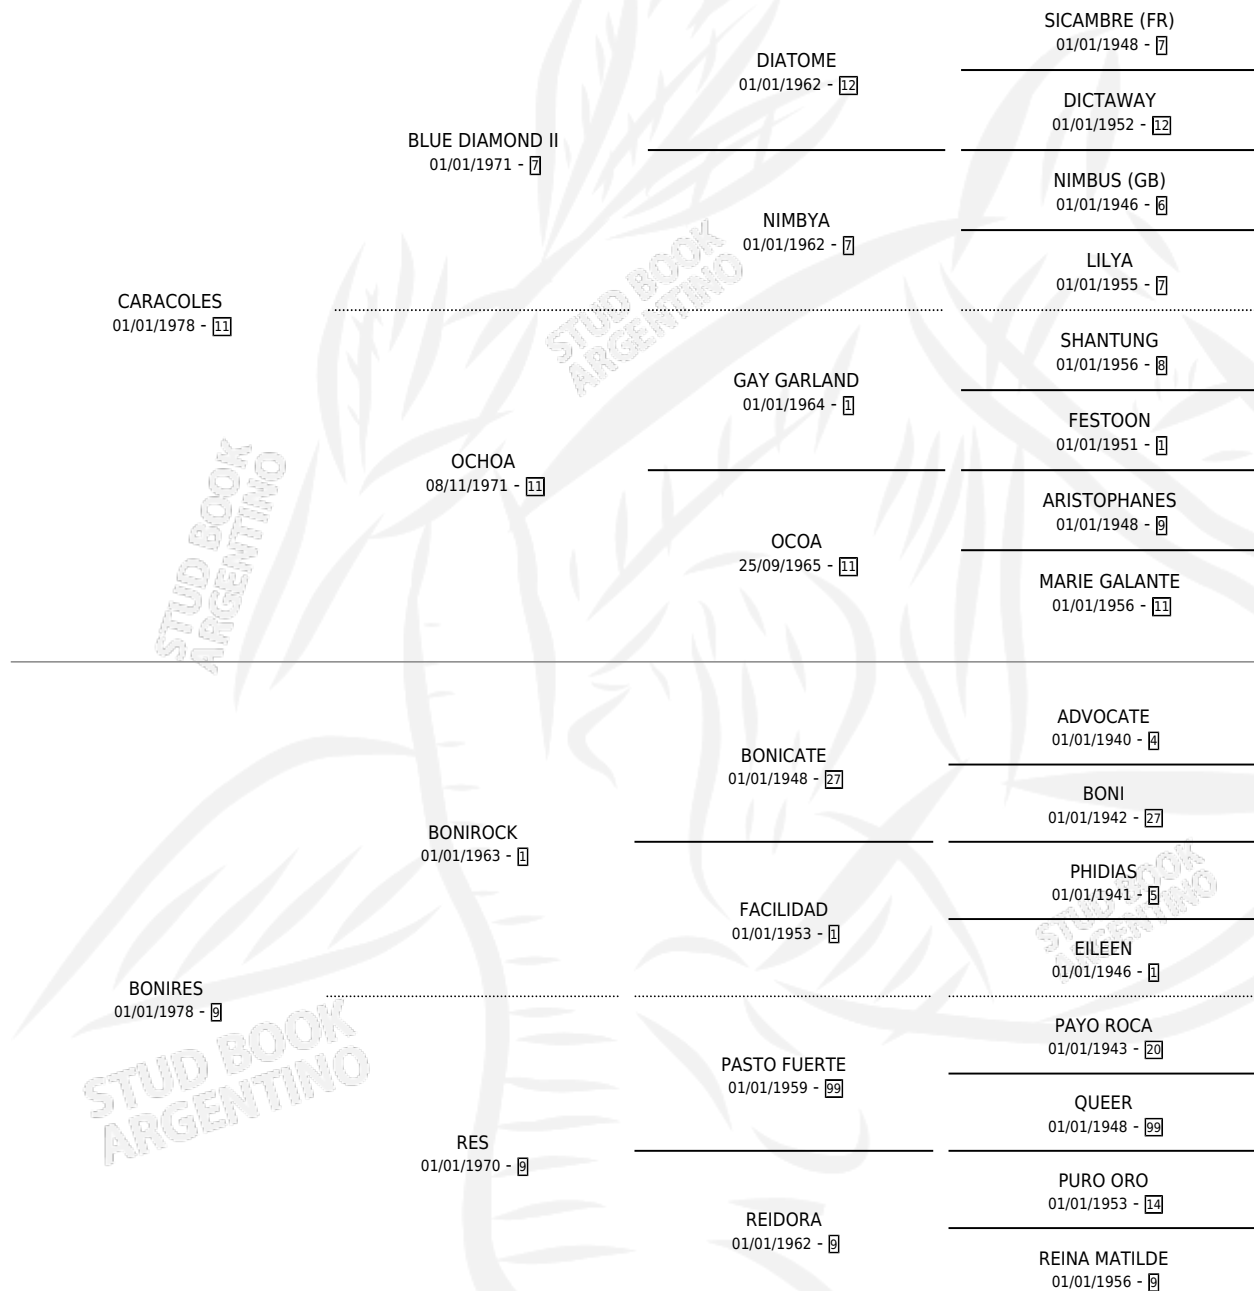 SICAMBRE (FR)
01/01/1948 - 7
DIATOME
01/01/1962 - 12
DICTAWAY
01/01/1952 - 12
BLUE DIAMOND II
01/01/1971 - 7
NIMBUS (GB)
01/01/1946 - 6
NIMBYA
01/01/1962 - 7
LILYA
01/01/1955 - 7
CARACOLES
01/01/1978 - 11
SHANTUNG
01/01/1956 - 8
GAY GARLAND
01/01/1964 - 1
FESTOON
01/01/1951 - 1
OCHOA
08/11/1971 - 11
ARISTOPHANES
01/01/1948 - 9
OCOA
25/09/1965 - 11
MARIE GALANTE
01/01/1956 - 11
ADVOCATE
01/01/1940 - 4
BONICATE
01/01/1948 - 27
BONI
01/01/1942 - 27
BONIROCK
01/01/1963 - 1
PHIDIAS
01/01/1941 - 5
FACILIDAD
01/01/1953 - 1
EILEEN
01/01/1946 - 1
BONIRES
01/01/1978 - 9
PAYO ROCA
01/01/1943 - 20
PASTO FUERTE
01/01/1959 - 99
QUEER
01/01/1948 - 99
RES
01/01/1970 - 9
PURO ORO
01/01/1953 - 14
REIDORA
01/01/1962 - 9
REINA MATILDE
01/01/1956 - 9
STUD BOOK
ARGENTINO
STUD BOOK
ARGENTINO
STUD BOOK
ARGENTINO
STUD BOOK
ARGENTINO